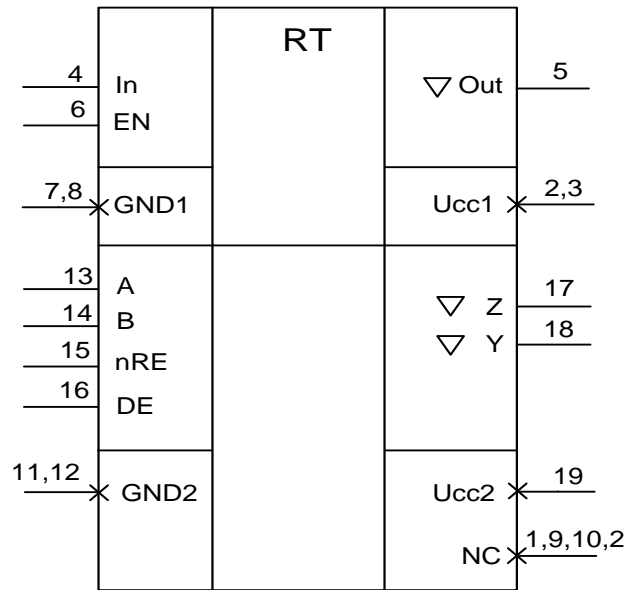 RT
4 In
6 EN
Out 5
7,8 GND1
Ucc1 2,3
13 A
14 B
15 nRE
16 DE
Z 17
Y 18
11,12 GND2
Ucc2 19
NC 1,9,10,2